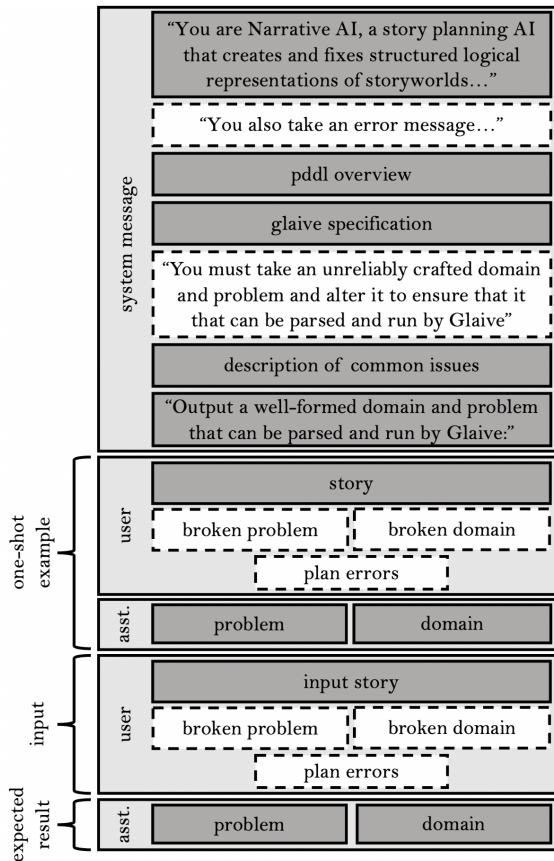 “You are Narrative AI, a story planning AI
that creates and fixes structured logical
representations of storyworlds…”
“You also take an error message…”
pddl overview
glaive specification
“You must take an unreliably crafted domain
and problem and alter it to ensure that it
that can be parsed and run by Glaive”
description of common issues
“Output a well-formed domain and problem
that can be parsed and run by Glaive:”
system message
one-shot
example
user
story
broken problem
broken domain
plan errors
asst.
problem
domain
input
user
input story
broken problem
broken domain
plan errors
expected
result
asst.
problem
domain